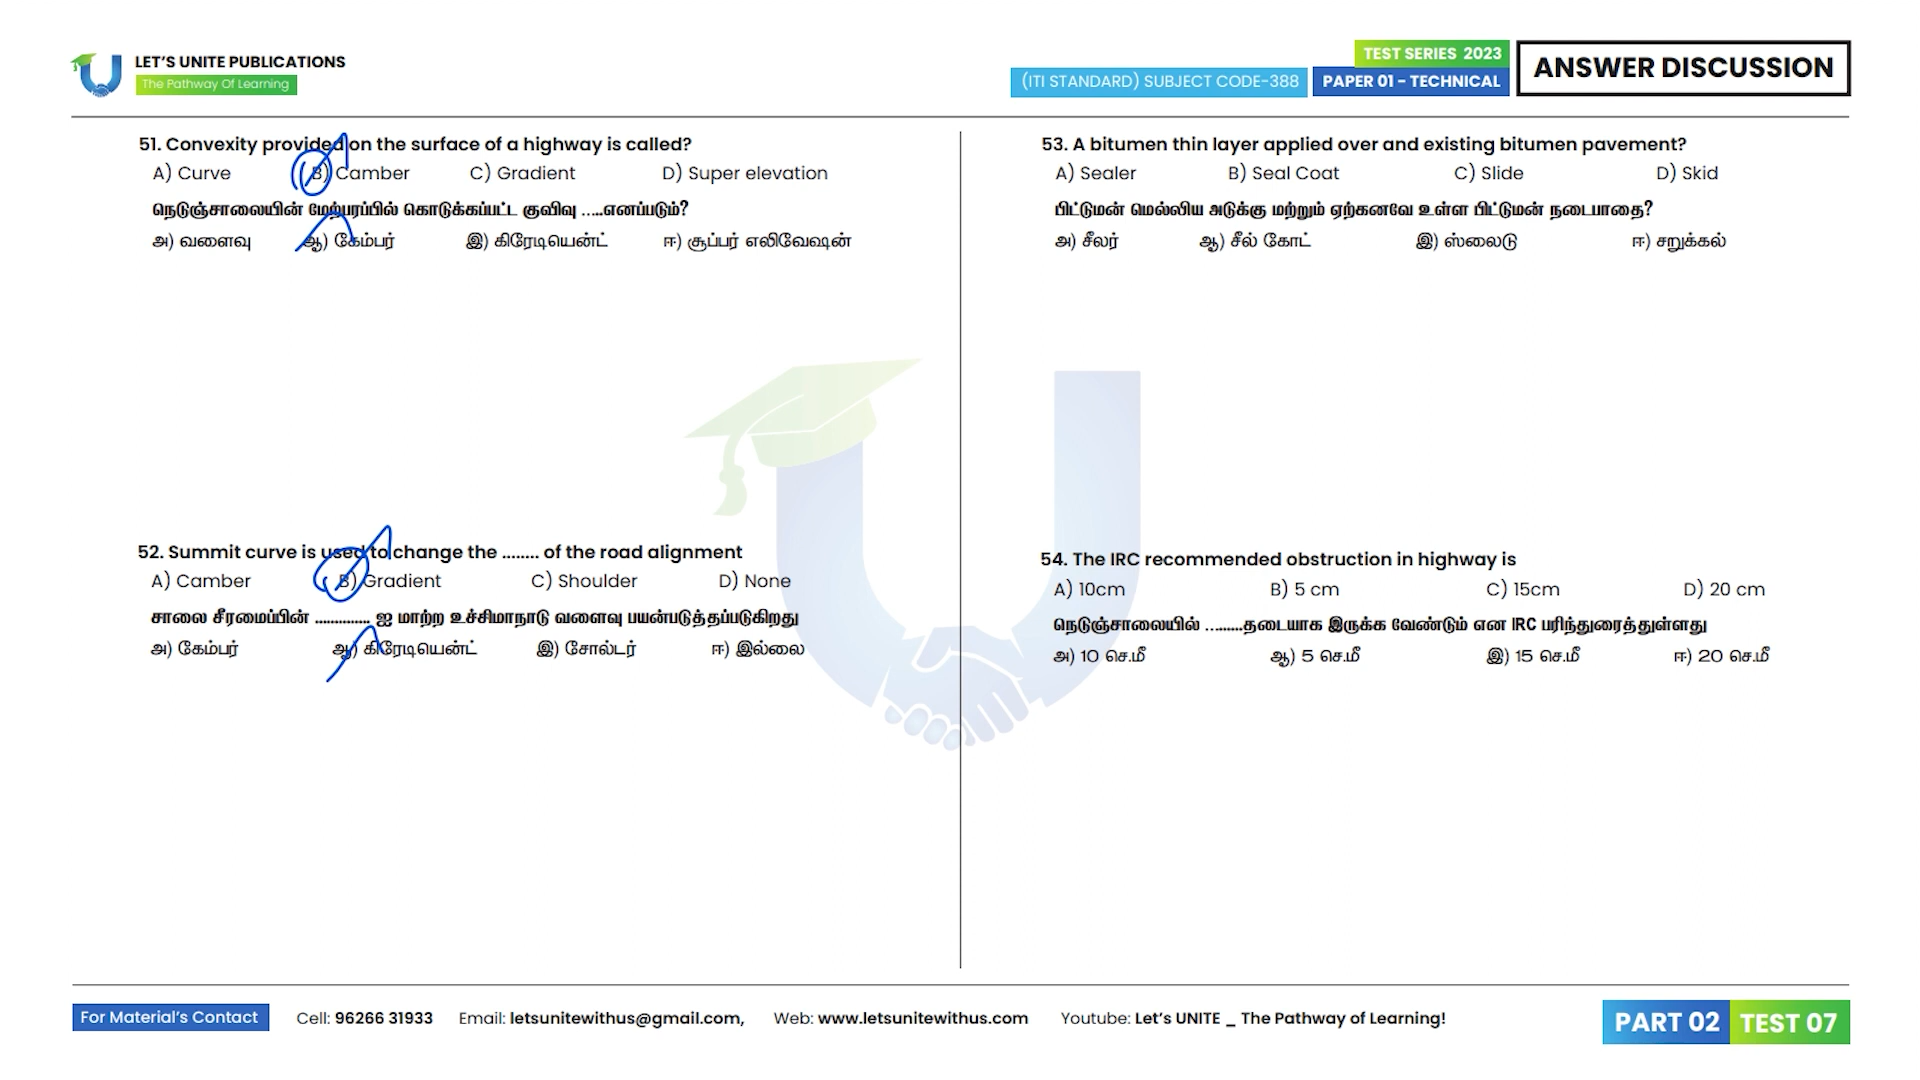 LET'S UNITE PUBLICATIONS
The Pathway Of Learning
TEST SERIES 2023
(ITI STANDARD) SUBJECT CODE-388
PAPER 01 - TECHNICAL
ANSWER DISCUSSION
51. Convexity provided on the surface of a highway is called?
A) Curve B) Camber C) Gradient D) Super elevation
நெடுஞ்சாலையின் மேற்பரப்பில் கொடுக்கப்பட்ட குவிவு .....எனப்படும்?
அ) வளைவு ஆ) கேம்பர் இ) கிரேடியென்ட் ஈ) சூப்பர் எலிவேஷன்
52. Summit curve is used to change the ........ of the road alignment
A) Camber B) Gradient C) Shoulder D) None
சாலை சீரமைப்பின் .............. ஐ மாற்ற உச்சிமாநாடு வளைவு பயன்படுத்தப்படுகிறது
அ) கேம்பர் ஆ) கிரேடியென்ட் இ) சோல்டர் ஈ) இல்லை
53. A bitumen thin layer applied over and existing bitumen pavement?
A) Sealer B) Seal Coat C) Slide D) Skid
பிட்டுமன் மெல்லிய அடுக்கு மற்றும் ஏற்கனவே உள்ள பிட்டுமன் நடைபாதை?
அ) சீலர் ஆ) சீல் கோட் இ) ஸ்லைடு ஈ) சறுக்கல்
54. The IRC recommended obstruction in highway is
A) 10cm B) 5 cm C) 15cm D) 20 cm
நெடுஞ்சாலையில் .........தடையாக இருக்க வேண்டும் என IRC பரிந்துரைத்துள்ளது
அ) 10 செ.மீ ஆ) 5 செ.மீ இ) 15 செ.மீ ஈ) 20 செ.மீ
For Material's Contact Cell: 96266 31933 Email: letsunitewithus@gmail.com, Web: www.letsunitewithus.com Youtube: Let's UNITE _ The Pathway of Learning!
PART 02 TEST 07